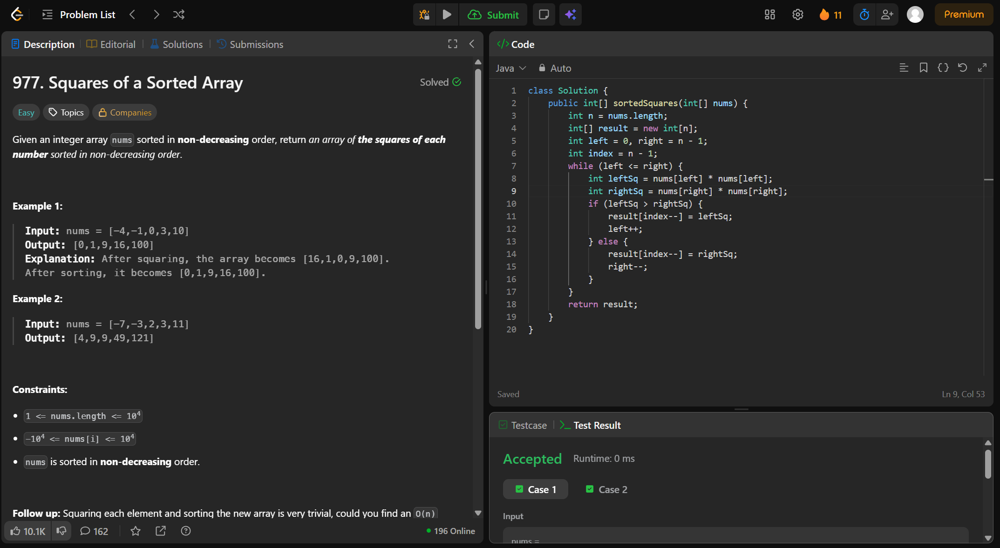 Problem List
Submit
11
Premium
Description
Editorial
Solutions
Submissions
977. Squares of a Sorted Array
Solved
Easy
Topics
Companies
Given an integer array nums sorted in non-decreasing order, return an array of the squares of each
number sorted in non-decreasing order.
Example 1:
Input: nums = [-4,-1,0,3,10]
Output: [0,1,9,16,100]
Explanation: After squaring, the array becomes [16,1,0,9,100].
After sorting, it becomes [0,1,9,16,100].
Example 2:
Input: nums = [-7,-3,2,3,11]
Output: [4,9,9,49,121]
Constraints:
• 1 <= nums.length <= 10⁴
• -10⁴ <= nums[i] <= 10⁴
• nums is sorted in non-decreasing order.
Follow up: Squaring each element and sorting the new array is very trivial, could you find an O(n)
10.1K
162
196 Online
</> Code
Java
Auto
1 class Solution {
2     public int[] sortedSquares(int[] nums) {
3         int n = nums.length;
4         int[] result = new int[n];
5         int left = 0, right = n - 1;
6         int index = n - 1;
7         while (left <= right) {
8             int leftSq = nums[left] * nums[left];
9             int rightSq = nums[right] * nums[right];
10             if (leftSq > rightSq) {
11                 result[index--] = leftSq;
12                 left++;
13             } else {
14                 result[index--] = rightSq;
15                 right--;
16             }
17         }
18         return result;
19     }
20 }
Saved
Ln 9, Col 53
Testcase
Test Result
Accepted
Runtime: 0 ms
Case 1
Case 2
Input
nums =